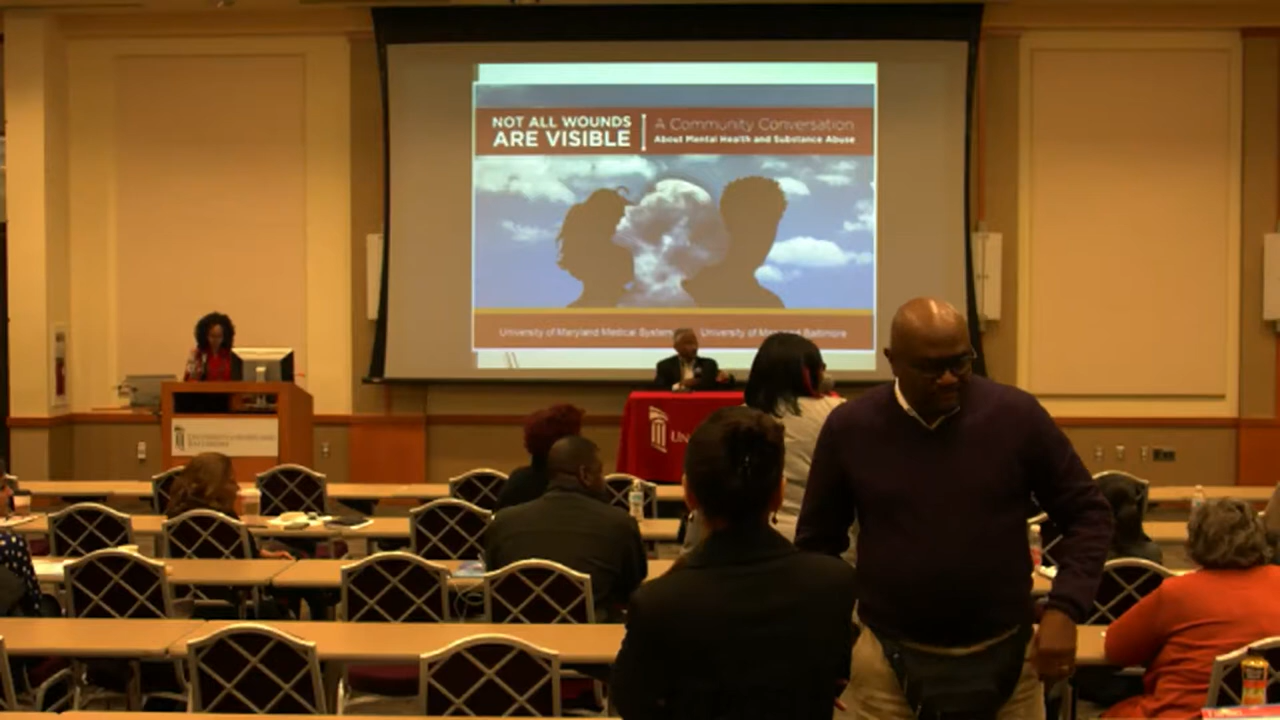 NOT ALL WOUNDS
ARE VISIBLE
A Community Conversation
About Mental Health and Substance Abuse
University of Maryland Medical System
University of Maryland Baltimore
UN